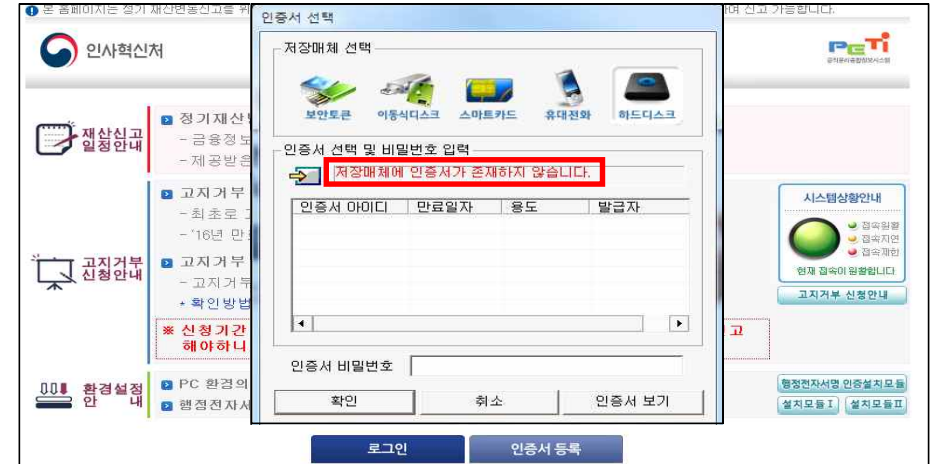 본 홈페이지는 정기 재산변동신고를 위
하여 신고 가능합니다.
인증서 선택
인사혁신처
PETi
공직윤리종합정보시스템
저장매체 선택
보안토큰 이동식디스크 스마트카드 휴대전화 하드디스크
재산신고
일정안내
정기재산
- 금융정보
- 제공받은
인증서 선택 및 비밀번호 입력
저장매체에 인증서가 존재하지 않습니다.
인증서 아이디 만료일자 용도 발급자
고지거부
신청안내
고지거부
- 최초로
- '16년 만
고지거부
- 고지거부
+ 확인방법
※ 신청기간
해야하니
고
시스템상황안내
접속원활
접속지연
접속제한
현재 접속이 원활합니다
고지거부 신청안내
인증서 비밀번호
확인 취소 인증서 보기
환경설정
안 내
PC 환경의
행정전자서
행정전자서명 인증설치모듈
설치모듈Ⅰ 설치모듈Ⅱ
로그인 인증서 등록